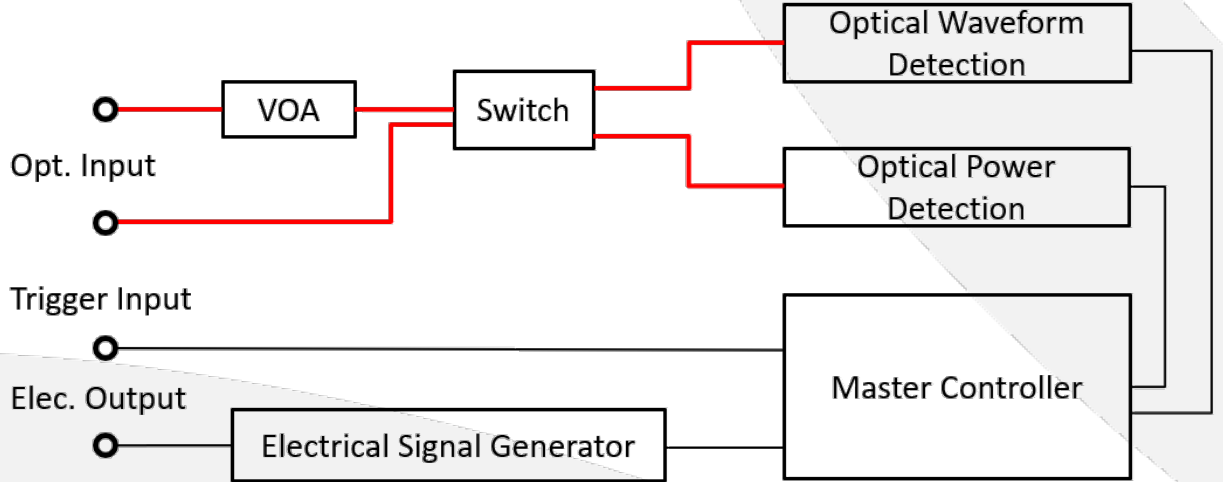 Optical Waveform
Detection
VOA
Switch
Opt. Input
Optical Power
Detection
Trigger Input
Master Controller
Elec. Output
Electrical Signal Generator